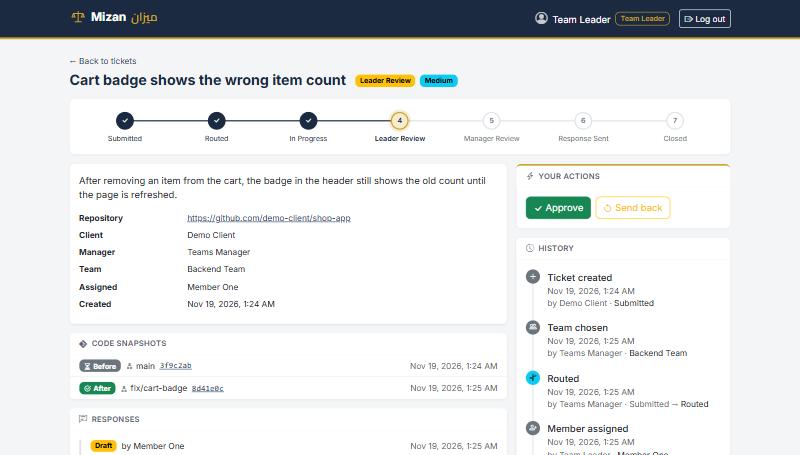 Mizan ميزان
Team Leader Team Leader Log out
← Back to tickets
Cart badge shows the wrong item count Leader Review Medium
4 5 6 7
Submitted Routed In Progress Leader Review Manager Review Response Sent Closed
After removing an item from the cart, the badge in the header still shows the old count until
the page is refreshed.
Repository https://github.com/demo-client/shop-app
Client Demo Client
Manager Teams Manager
Team Backend Team
Assigned Member One
Created Nov 19, 2026, 1:24 AM
CODE SNAPSHOTS
Before main 3f9c2ab Nov 19, 2026, 1:24 AM
After fix/cart-badge 8d41e0c Nov 19, 2026, 1:25 AM
RESPONSES
Draft by Member One Nov 19, 2026, 1:25 AM
YOUR ACTIONS
Approve Send back
HISTORY
Ticket created
Nov 19, 2026, 1:24 AM
by Demo Client · Submitted
Team chosen
Nov 19, 2026, 1:25 AM
by Teams Manager · Backend Team
Routed
Nov 19, 2026, 1:25 AM
by Teams Manager · Submitted → Routed
Member assigned
Nov 19, 2026, 1:25 AM
by Team Leader · Member One